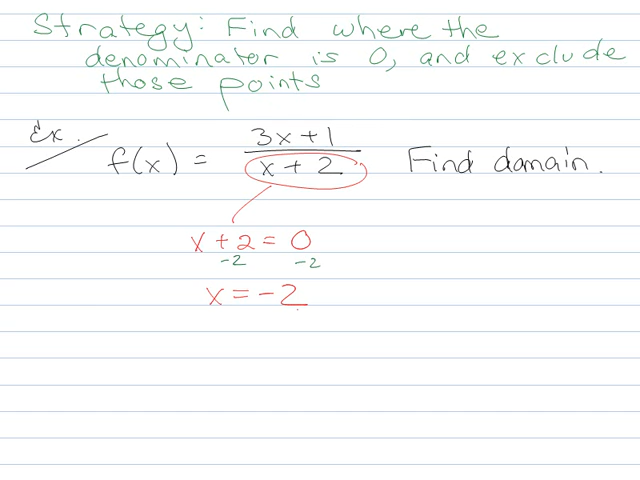 Strategy: Find where the
denominator is 0, and exclude
those points
Ex.
f(x) = (3x+1)/(x+2) Find domain.
x+2 = 0
-2 -2
x = -2